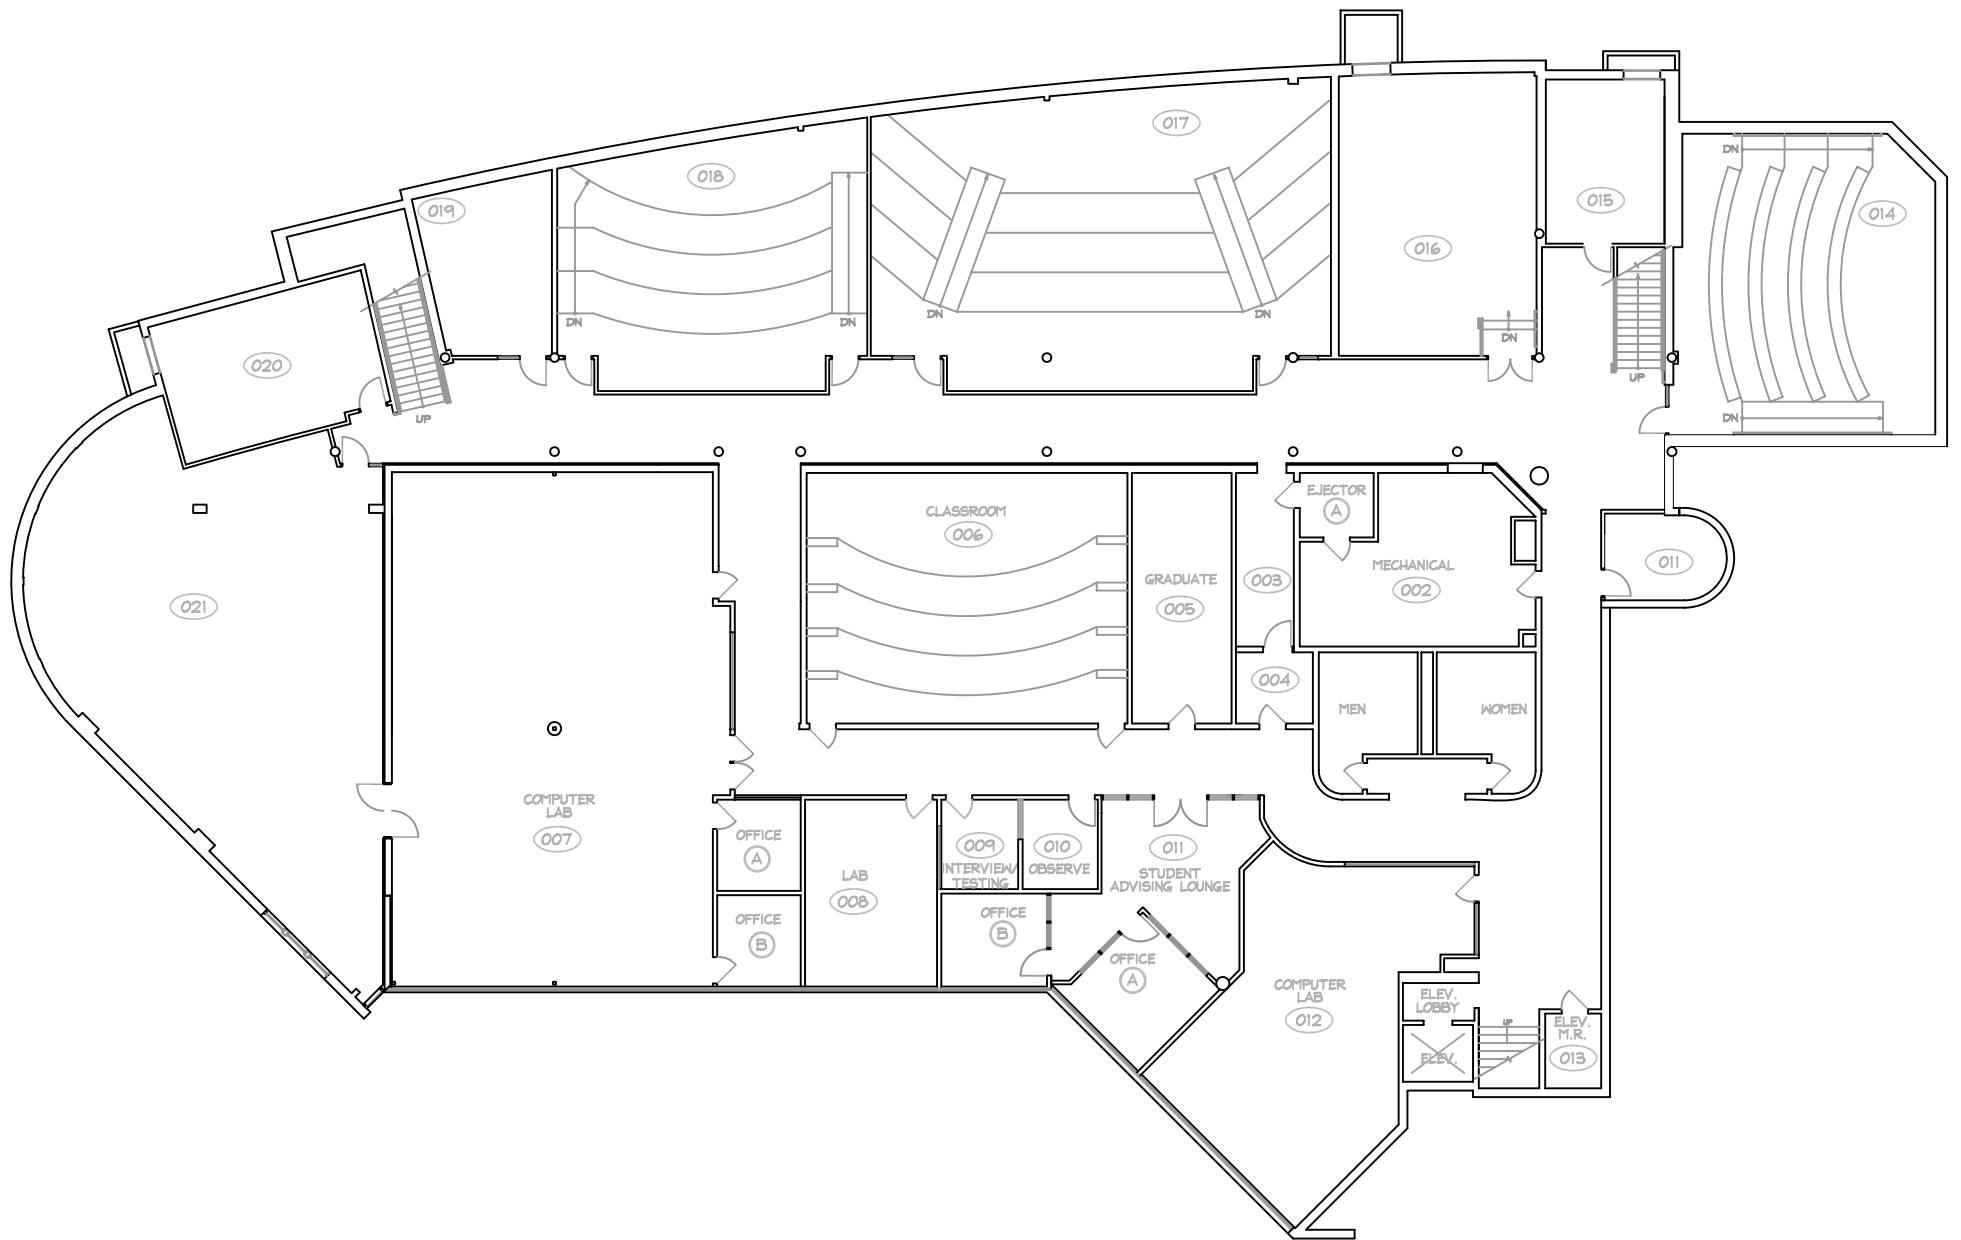 017
DN
018
019
014
015
016
DN
DN
DN
DN
DN
020
UP
UP
DN
EJECTOR
A
CLASSROOM
006
MECHANICAL
002
011
GRADUATE
005
003
021
004
MEN
WOMEN
COMPUTER
LAB
007
OFFICE
A
009
INTERVIEW/
TESTING
010
OBSERVE
011
STUDENT
ADVISING LOUNGE
LAB
008
OFFICE
B
OFFICE
B
OFFICE
A
COMPUTER
LAB
012
ELEV.
LOBBY
UP
ELEV.
M.R.
013
ELEV.